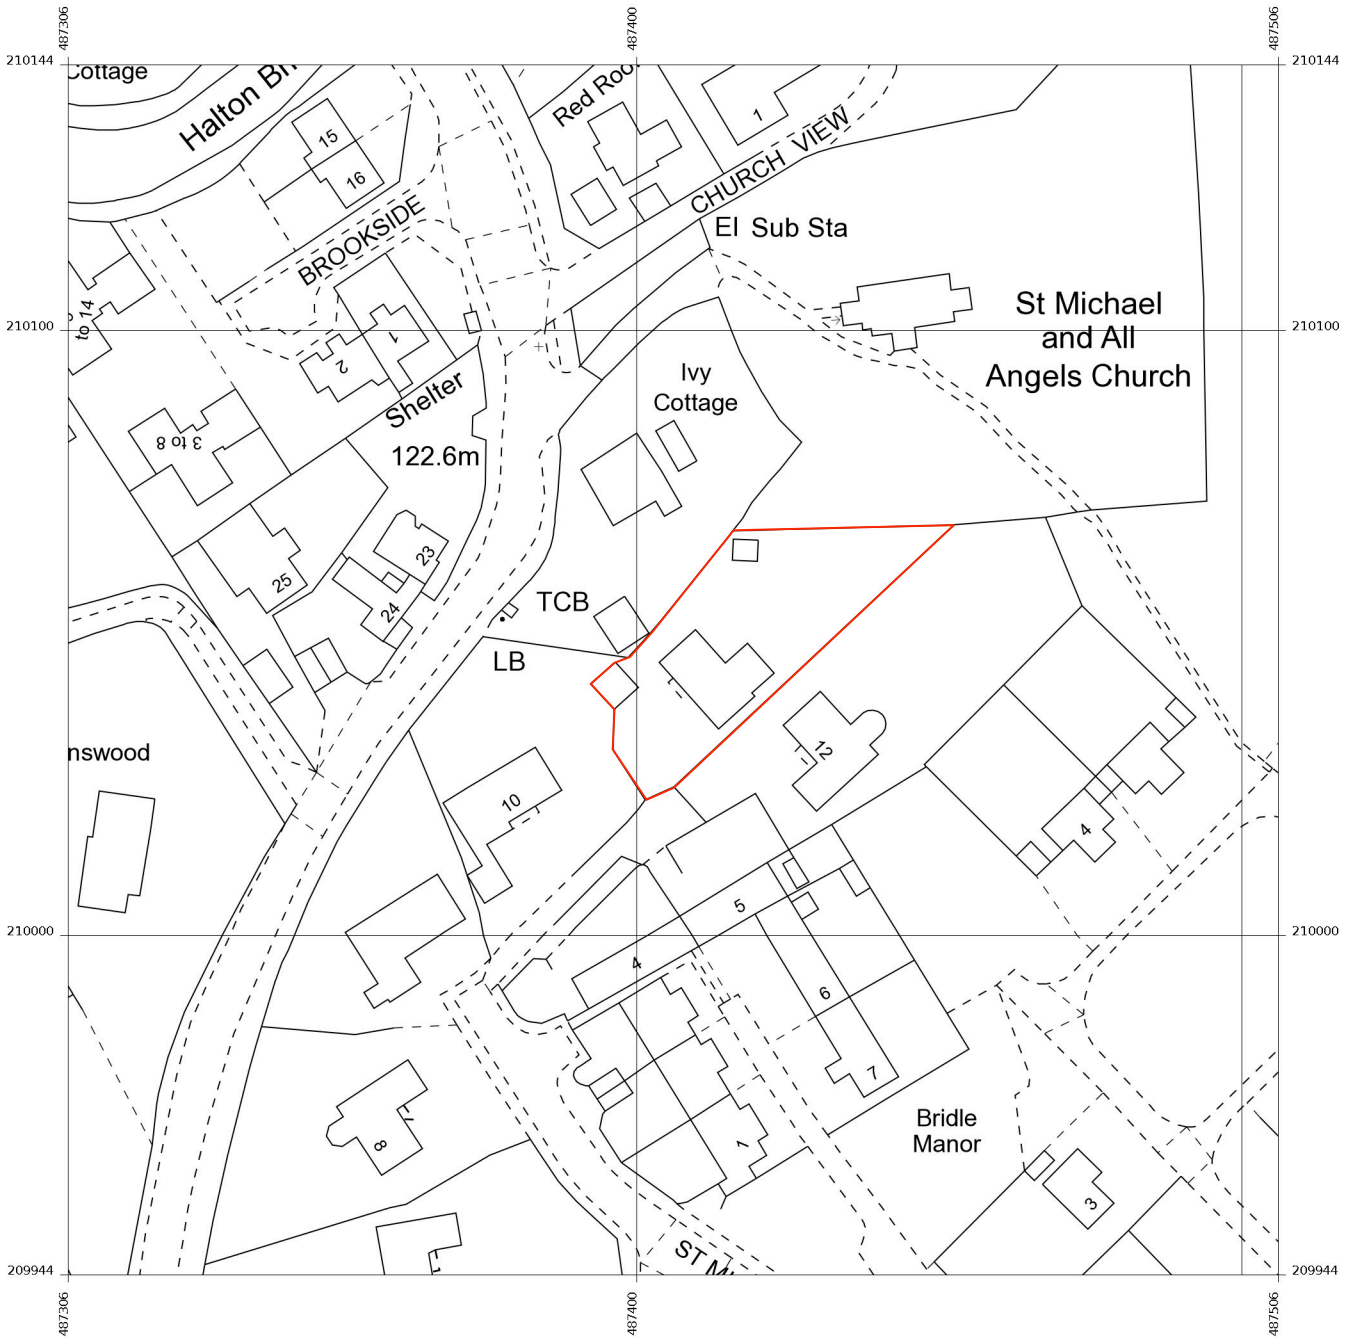 487306
487400
487506
210144
210144
Cottage
Halton
15
16
BROOKSIDE
Red Roo
1
CHURCH VIEW
El Sub Sta
St Michael
and All
Angels Church
to 14
210100
210100
1
2
Shelter
Ivy
Cottage
3 to 8
122.6m
23
25
24
TCB
LB
nswood
12
10
4
5
210000
210000
4
6
7
Bridle
Manor
8
1
3
1
ST
209944
209944
487306
487400
487506